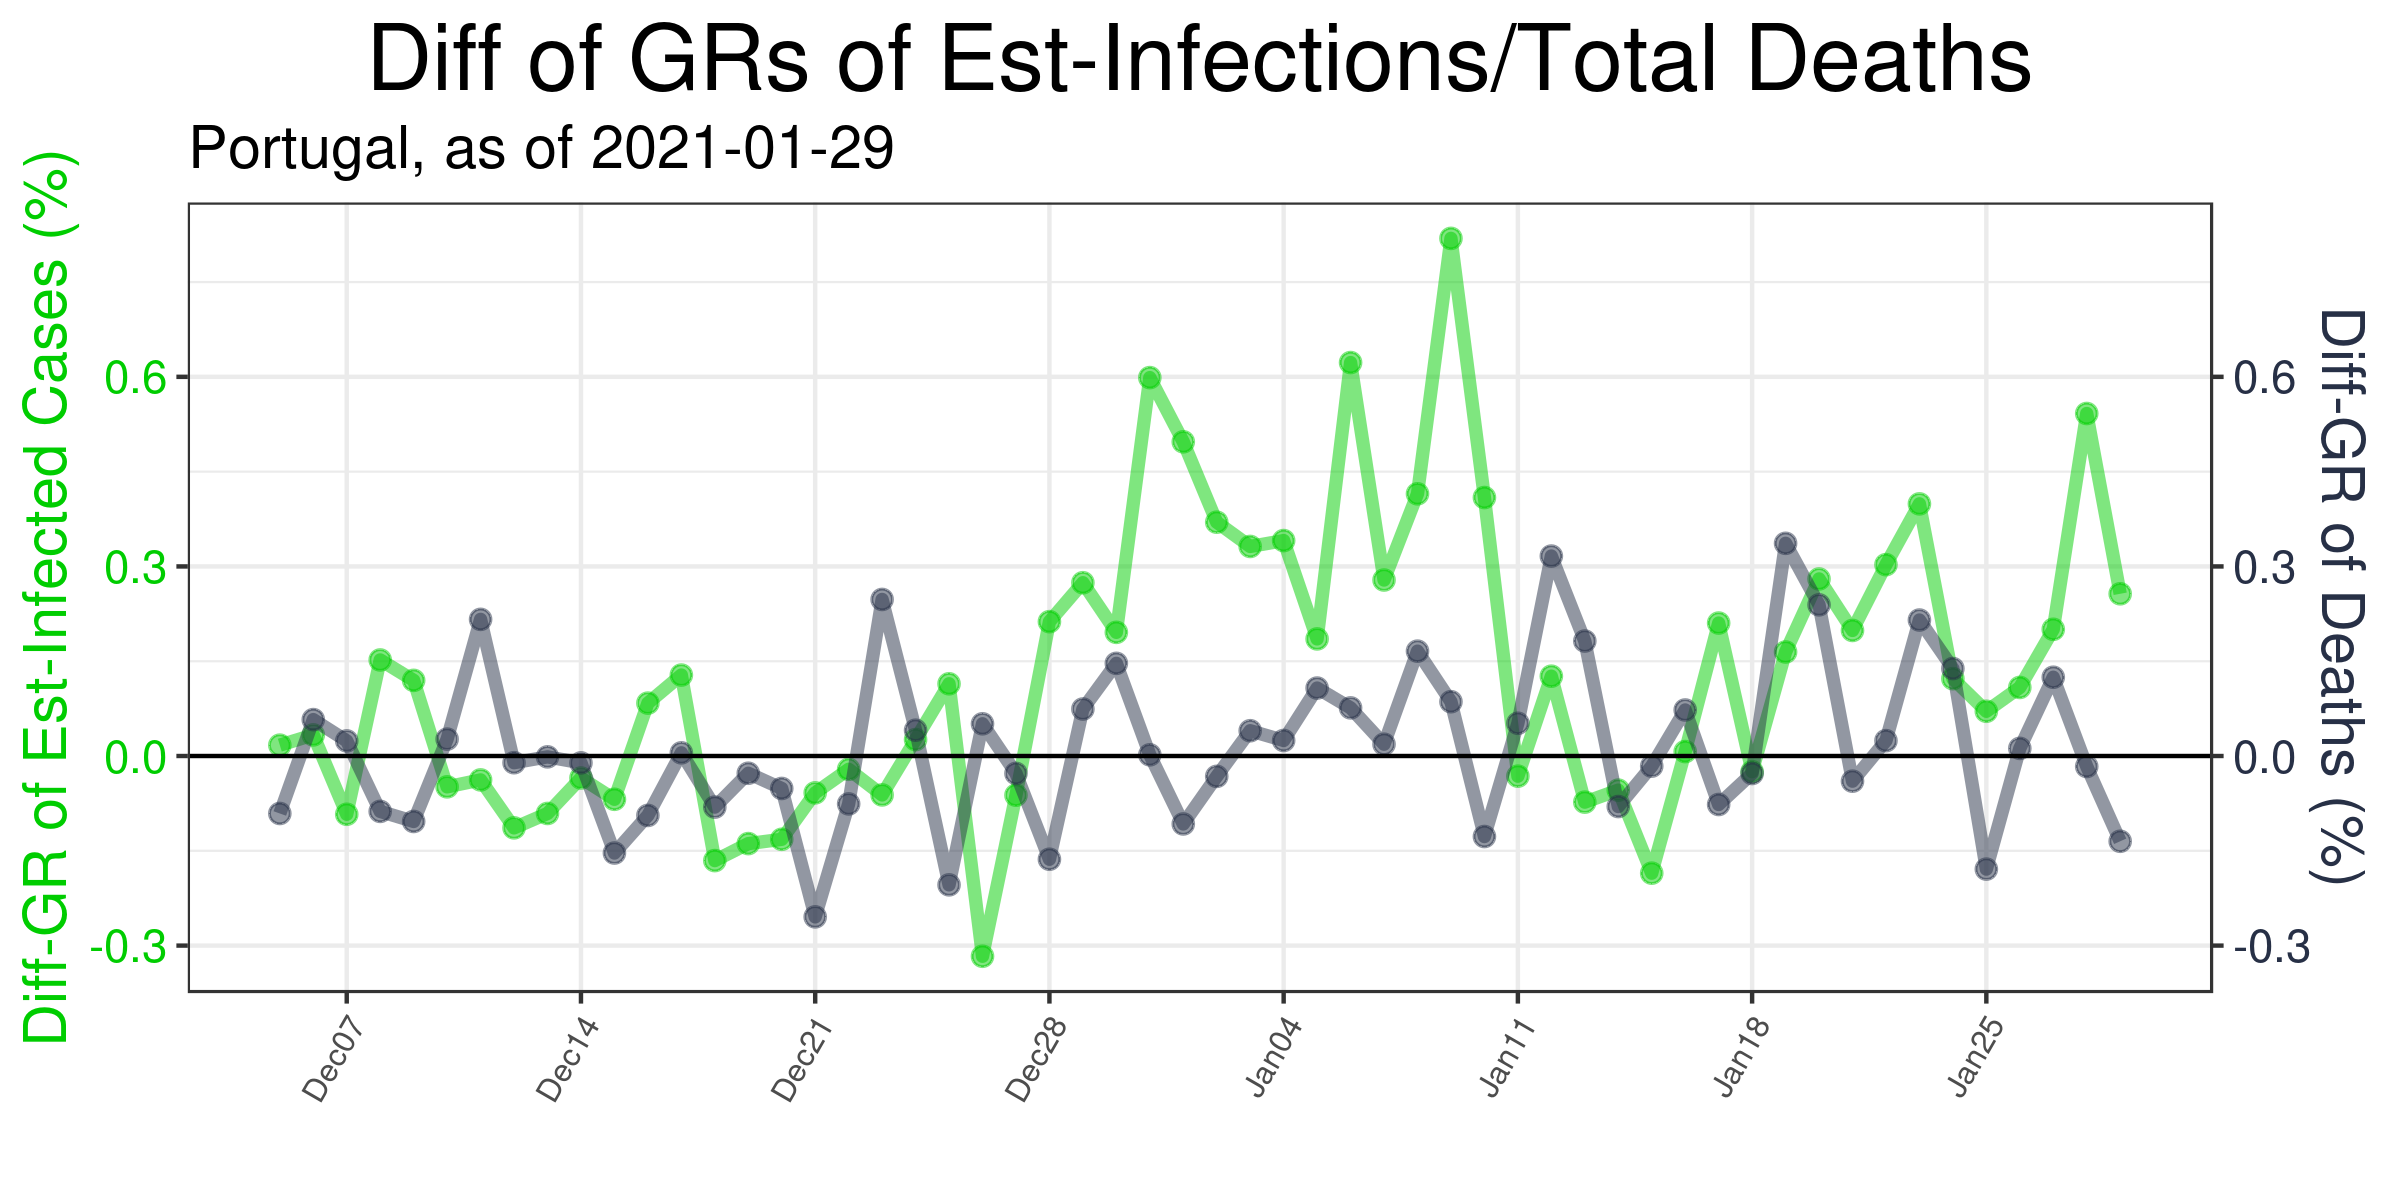 Diff of GRs of Est-Infections/Total Deaths
Portugal, as of 2021-01-29
Diff-GR of Est-Infected Cases (%)
0.6
0.3
0.0
-0.3
0.6
0.3
0.0
-0.3
Diff-GR of Deaths (%)
Dec07
Dec14
Dec21
Dec28
Jan04
Jan11
Jan18
Jan25